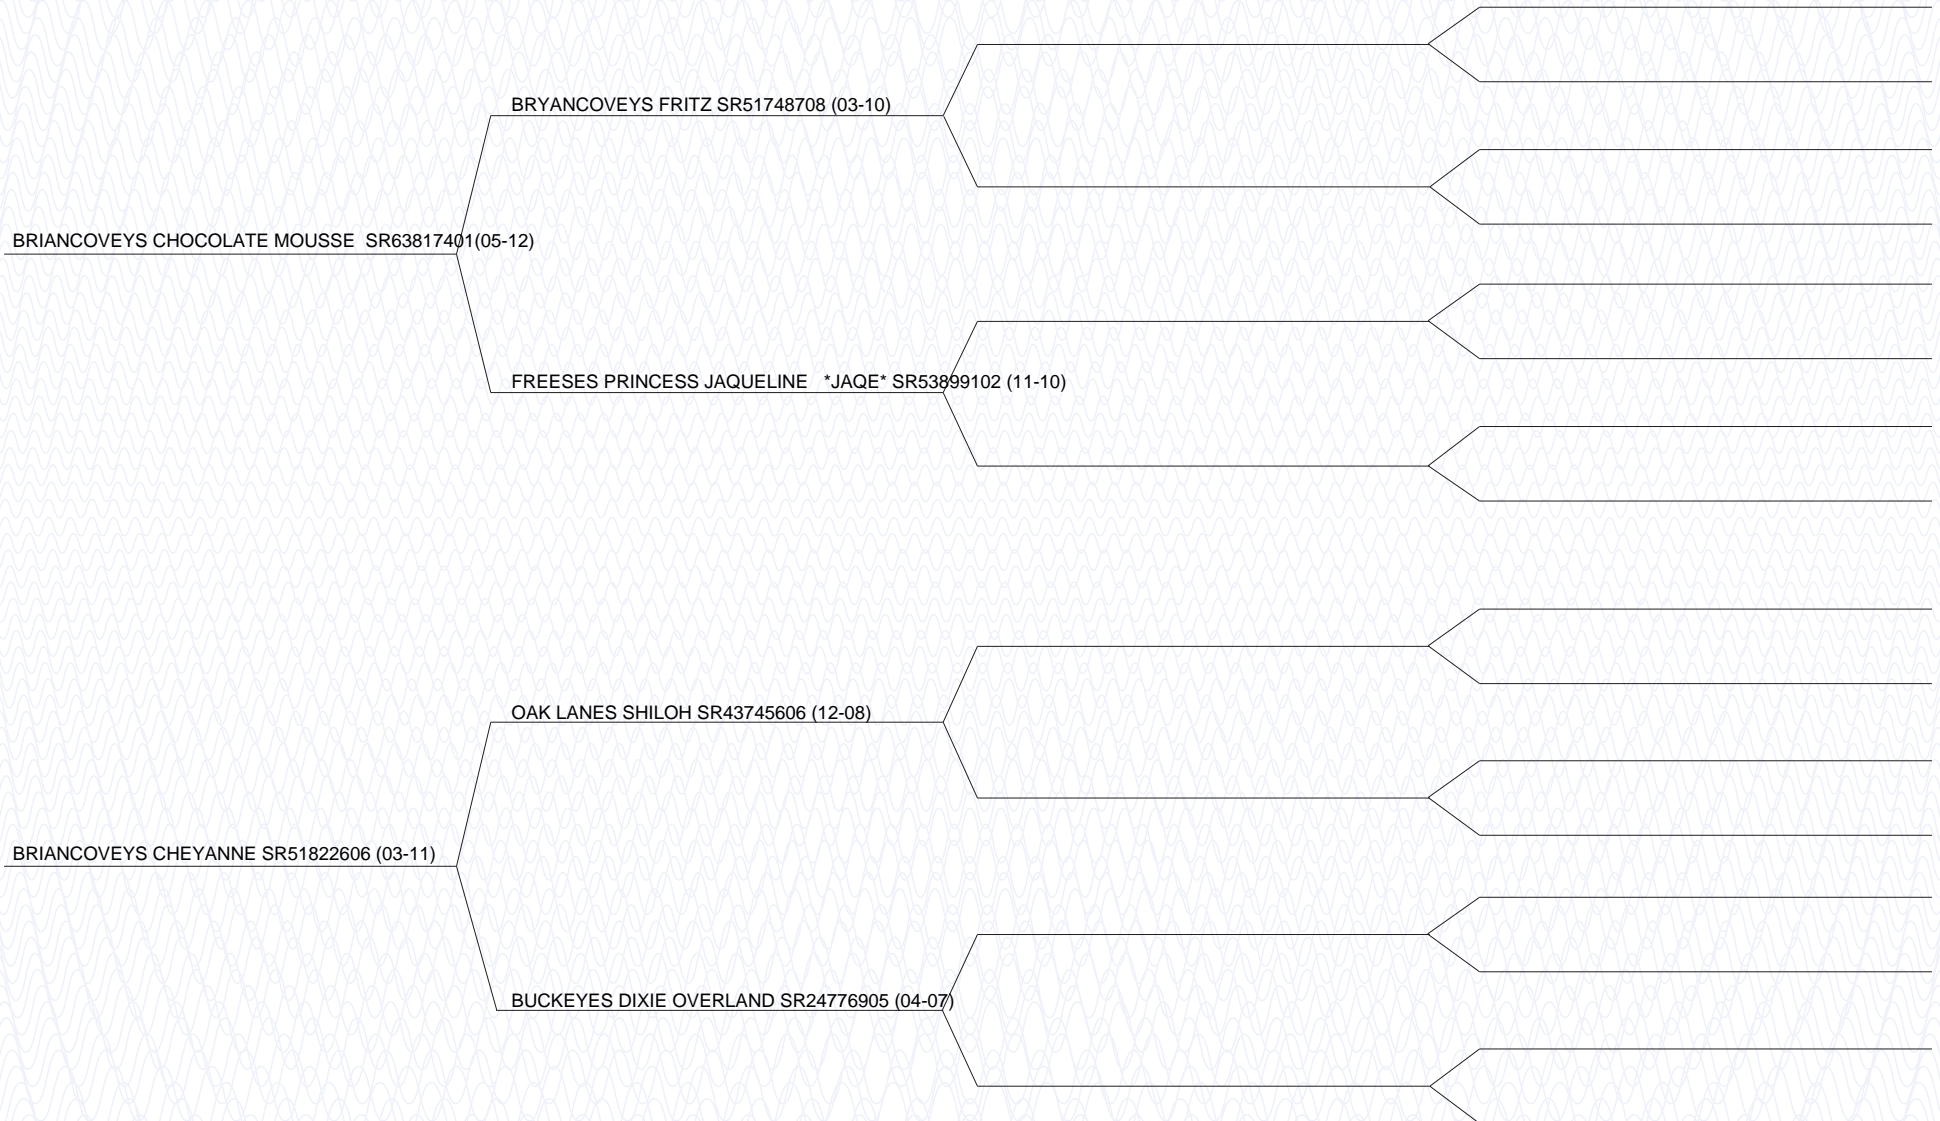 BRYANCOVEYS FRITZ SR51748708 (03-10)
BRIANCOVEYS CHOCOLATE MOUSSE  SR63817401(05-12)
FREESES PRINCESS JAQUELINE   *JAQE* SR53899102 (11-10)
OAK LANES SHILOH SR43745606 (12-08)
BRIANCOVEYS CHEYANNE SR51822606 (03-11)
BUCKEYES DIXIE OVERLAND SR24776905 (04-07)